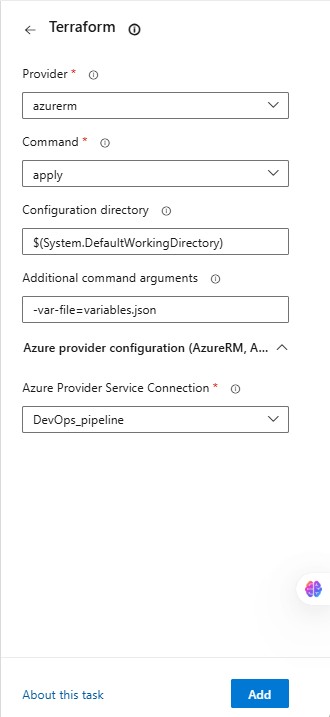 Terraform
Provider *
azurerm
Command *
apply
Configuration directory
$(System.DefaultWorkingDirectory)
Additional command arguments
-var-file=variables.json
Azure provider configuration (AzureRM, A...
Azure Provider Service Connection *
DevOps_pipeline
About this task
Add